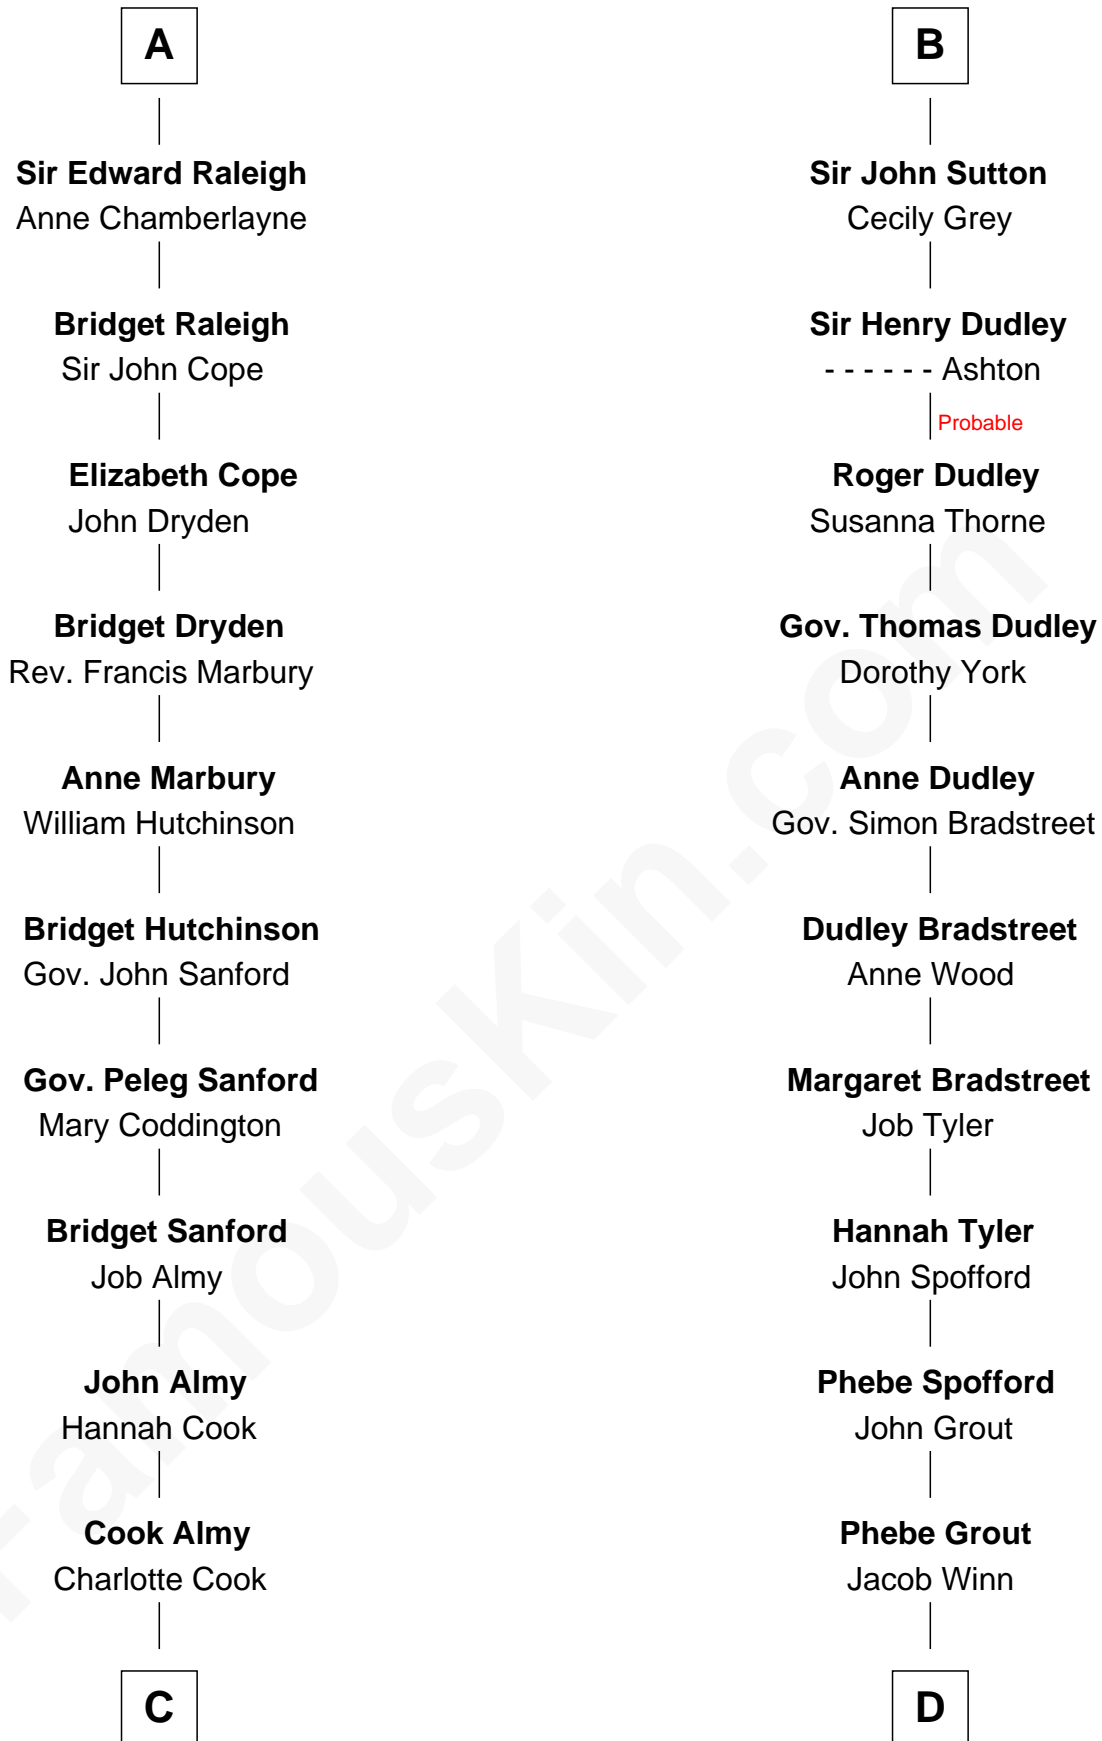 A
Sir Edward Raleigh
Anne Chamberlayne
Bridget Raleigh
Sir John Cope
Elizabeth Cope
John Dryden
Bridget Dryden
Rev. Francis Marbury
Anne Marbury
William Hutchinson
Bridget Hutchinson
Gov. John Sanford
Gov. Peleg Sanford
Mary Coddington
Bridget Sanford
Job Almy
John Almy
Hannah Cook
Cook Almy
Charlotte Cook
C
B
Sir John Sutton
Cecily Grey
Sir Henry Dudley
- - - - - - Ashton
Probable
Roger Dudley
Susanna Thorne
Gov. Thomas Dudley
Dorothy York
Anne Dudley
Gov. Simon Bradstreet
Dudley Bradstreet
Anne Wood
Margaret Bradstreet
Job Tyler
Hannah Tyler
John Spofford
Phebe Spofford
John Grout
Phebe Grout
Jacob Winn
D
FamousKin.com